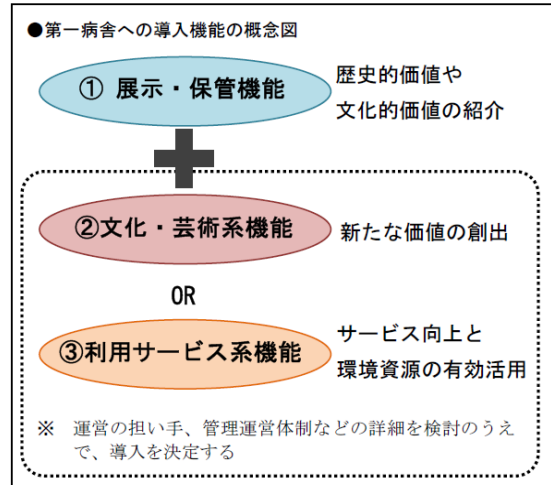 ●第一病舎への導入機能の概念図
① 展示・保管機能
歴史的価値や
文化的価値の紹介
②文化・芸術系機能
新たな価値の創出
OR
③利用サービス系機能
サービス向上と
環境資源の有効活用
※ 運営の担い手、管理運営体制などの詳細を検討のうえ
で、導入を決定する